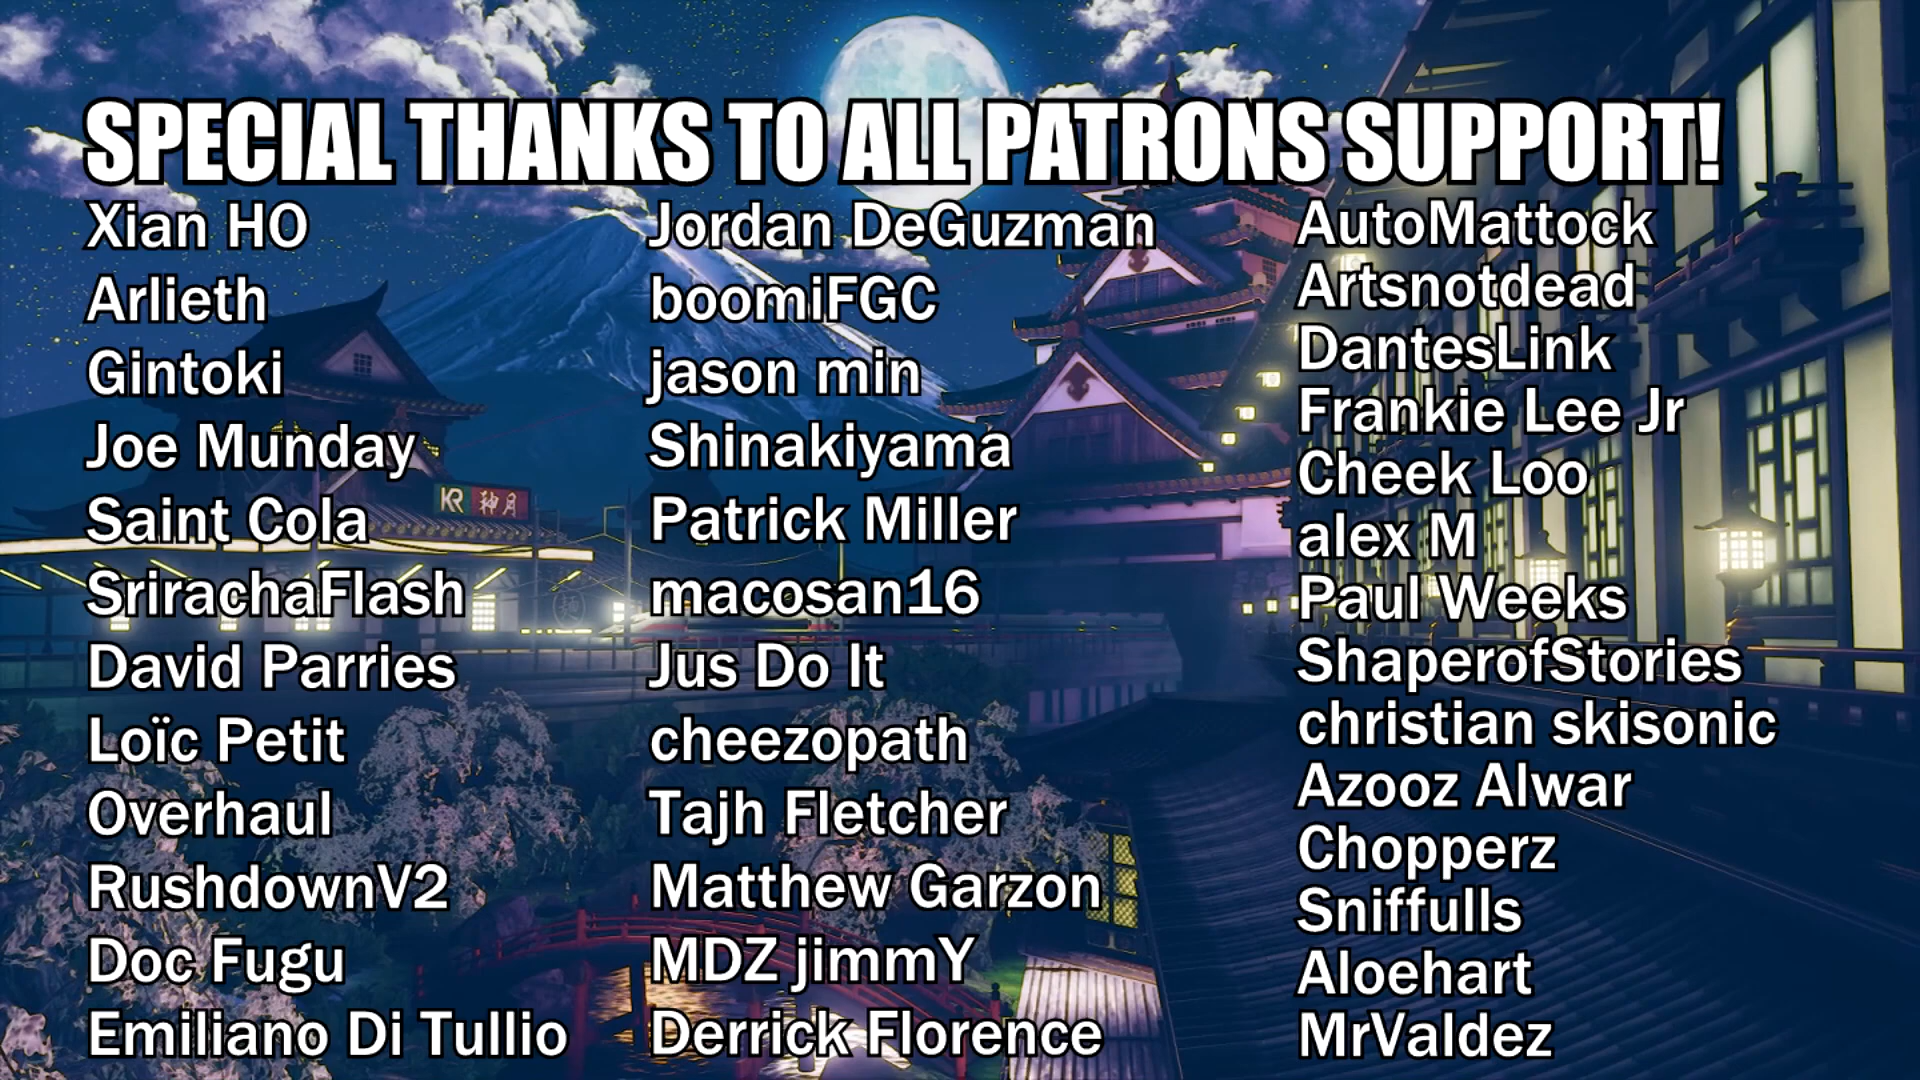 SPECIAL THANKS TO ALL PATRONS SUPPORT!
Xian HO
Arlieth
Gintoki
Joe Munday
Saint Cola
SrirachaFlash
David Parries
Loïc Petit
Overhaul
RushdownV2
Doc Fugu
Emiliano Di Tullio
Jordan DeGuzman
boomiFGC
jason min
Shinakiyama
Patrick Miller
macosan16
Jus Do It
cheezopath
Tajh Fletcher
Matthew Garzon
MDZ jimmY
Derrick Florence
AutoMattock
Artsnotdead
DantesLink
Frankie Lee Jr
Cheek Loo
alex M
Paul Weeks
ShaperofStories
christian skisonic
Azooz Alwar
Chopperz
Sniffulls
Aloehart
MrValdez
KR 神月